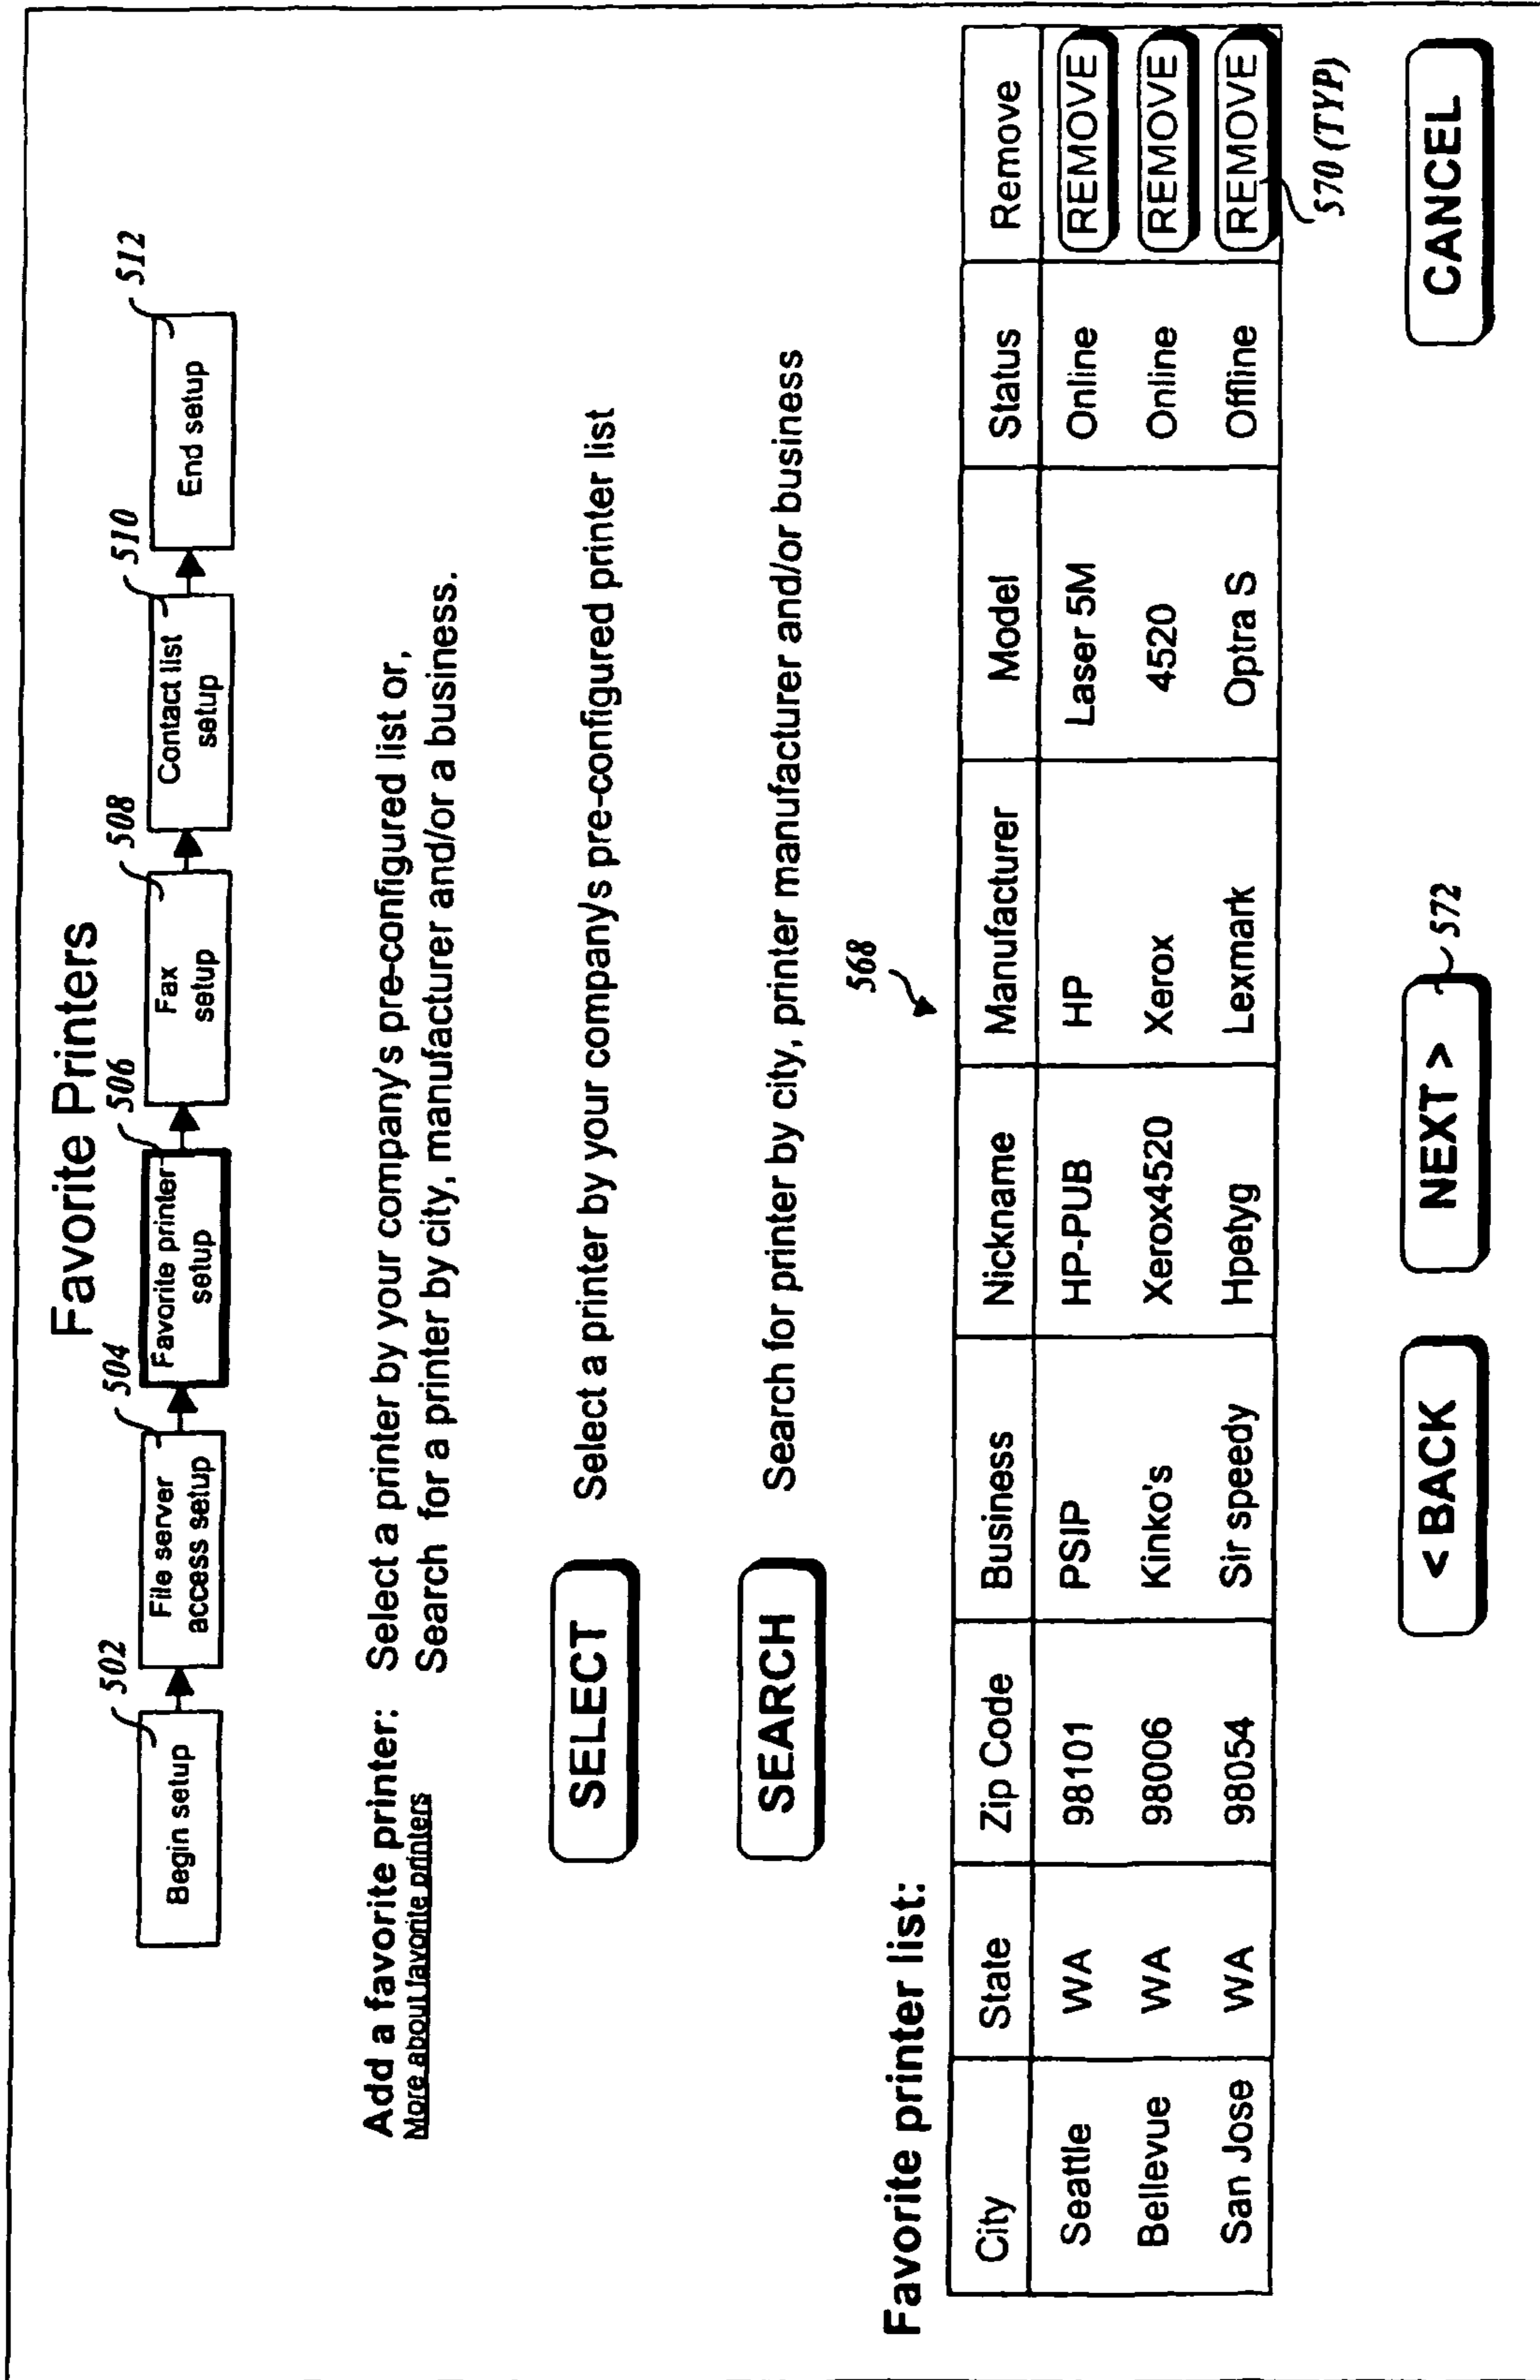 Favorite Printers
502 504 506 508 510 512
Begin setup
File server
access setup
Favorite printer
setup
Fax
setup
Contact list
setup
End setup
Add a favorite printer: Select a printer by your company's pre-configured list or,
More about favorite printers Search for a printer by city, manufacturer and/or a business.
SELECT Select a printer by your company's pre-configured printer list
SEARCH Search for printer by city, printer manufacturer and/or business
Favorite printer list:
568
City State Zip Code Business Nickname Manufacturer Model Status Remove
Seattle WA 98101 PSIP HP-PUB HP Laser 5M Online REMOVE
Bellevue WA 98006 Kinko's Xerox4520 Xerox 4520 Online REMOVE
San Jose WA 98054 Sir speedy Hpetyg Lexmark Optra S Offline REMOVE
570 (TYP)
< BACK NEXT > 572 CANCEL